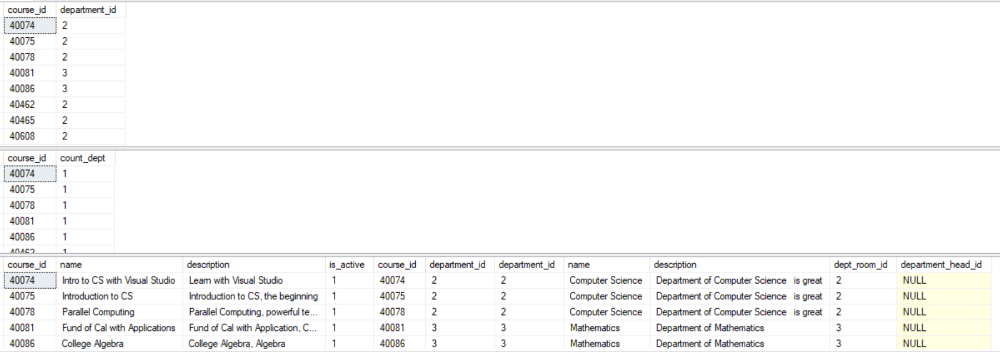 course_id department_id
40074 2
40075 2
40078 2
40081 3
40086 3
40462 2
40465 2
40608 2
course_id count_dept
40074 1
40075 1
40078 1
40081 1
40086 1
40462 1
course_id name description is_active course_id department_id department_id name description dept_room_id department_head_id
40074 Intro to CS with Visual Studio Learn with Visual Studio 1 40074 2 2 Computer Science Department of Computer Science is great 2 NULL
40075 Introduction to CS Introduction to CS, the beginning 1 40075 2 2 Computer Science Department of Computer Science is great 2 NULL
40078 Parallel Computing Parallel Computing, powerful te... 1 40078 2 2 Computer Science Department of Computer Science is great 2 NULL
40081 Fund of Cal with Applications Fund of Cal with Application, C... 1 40081 3 3 Mathematics Department of Mathematics 3 NULL
40086 College Algebra College Algebra, Algebra 1 40086 3 3 Mathematics Department of Mathematics 3 NULL